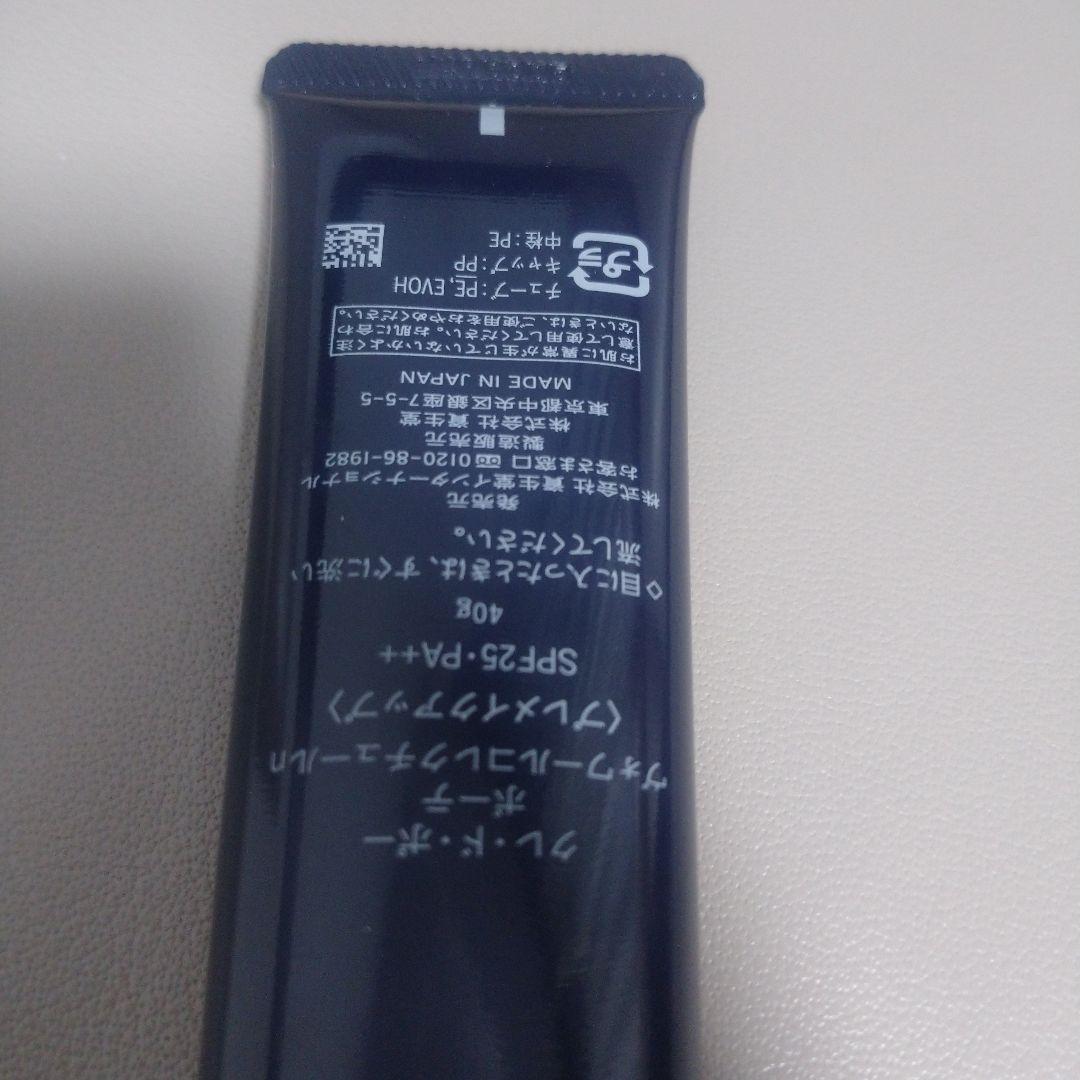 クレ・ド・ポー
ボーテ
ヴォワールコレクチュールn
〈プレメイクアップ〉
SPF25・PA++
40g
◇目に入ったときは、すぐに洗い
流してください。
発売元
株式会社 資生堂インターナショナル
お客さま窓口 0120-86-1982
製造販売元
株式会社 資生堂
東京都中央区銀座7-5-5
MADE IN JAPAN
お肌に異常が生じていないかよく注
意して使用してください。お肌に合わ
ないときは、ご使用をおやめください。
プラ
チューブ:PE,EVOH
キャップ:PP
中栓:PE